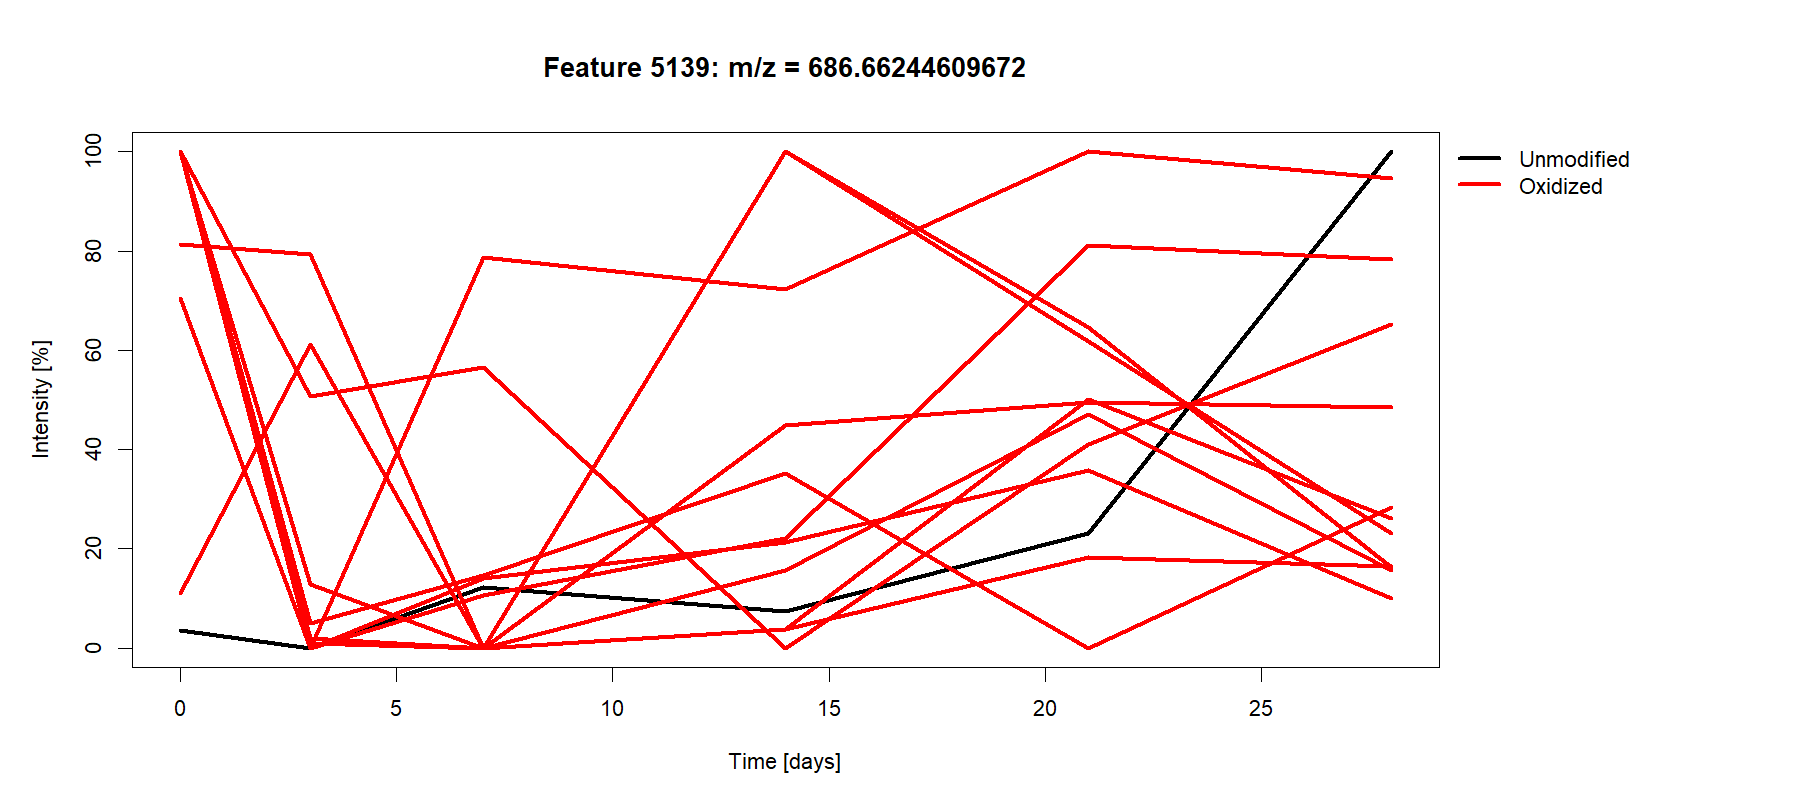 Feature 5139: m/z = 686.66244609672
100
80
60
40
20
0
Intensity [%]
0 5 10 15 20 25
Time [days]
Unmodified
Oxidized